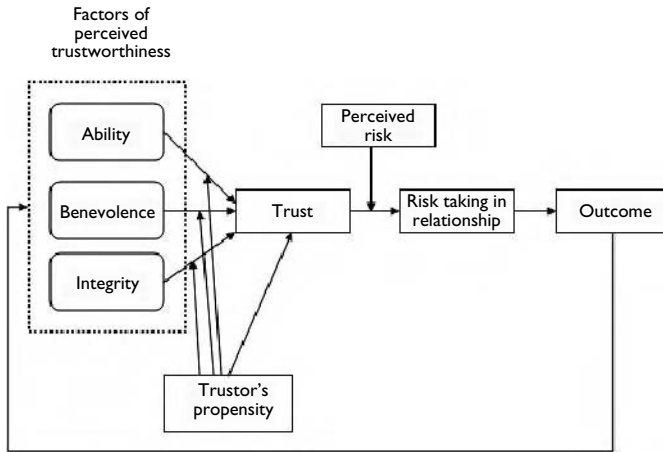 Factors of
perceived
trustworthiness
Ability
Benevolence
Integrity
Trust
Perceived
risk
Risk taking in
relationship
Outcome
Trustor's
propensity